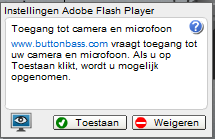 Instellingen Adobe Flash Player
Toegang tot camera en microfoon
www.buttonbass.com vraagt toegang tot
uw camera en microfoon. Als u op
Toestaan klikt, wordt u mogelijk
opgenomen.
Toestaan Weigeren